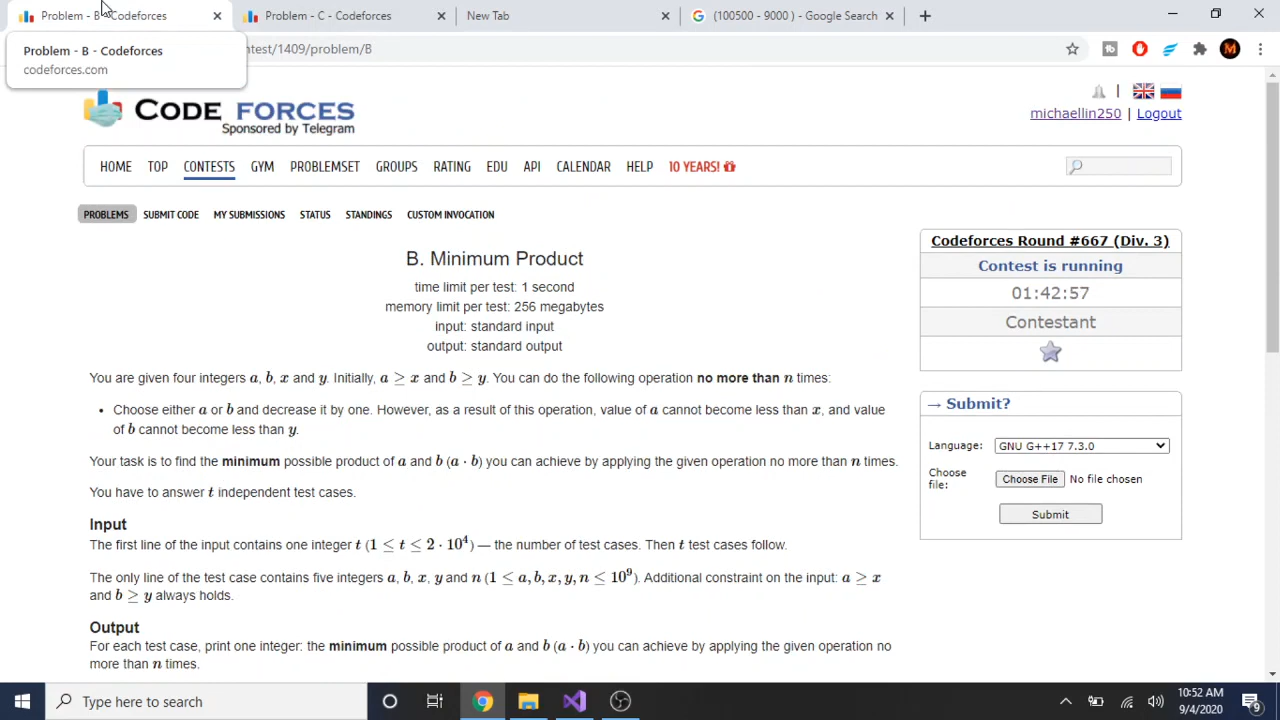 Problem - B - Codeforces
Problem - C - Codeforces
New Tab
(100500 - 9000 ) - Google Search
Problem - B - Codeforces
codeforces.com
ntest/1409/problem/B
M
CODE FORCES
Sponsored by Telegram
michaellin250 | Logout
HOME TOP CONTESTS GYM PROBLEMSET GROUPS RATING EDU API CALENDAR HELP 10 YEARS!
PROBLEMS SUBMIT CODE MY SUBMISSIONS STATUS STANDINGS CUSTOM INVOCATION
B. Minimum Product
time limit per test: 1 second
memory limit per test: 256 megabytes
input: standard input
output: standard output
You are given four integers a, b, x and y. Initially, a ≥ x and b ≥ y. You can do the following operation no more than n times:
• Choose either a or b and decrease it by one. However, as a result of this operation, value of a cannot become less than x, and value
of b cannot become less than y.
Your task is to find the minimum possible product of a and b (a · b) you can achieve by applying the given operation no more than n times.
You have to answer t independent test cases.
Input
The first line of the input contains one integer t (1 ≤ t ≤ 2 · 10⁴) — the number of test cases. Then t test cases follow.
The only line of the test case contains five integers a, b, x, y and n (1 ≤ a, b, x, y, n ≤ 10⁹). Additional constraint on the input: a ≥ x
and b ≥ y always holds.
Output
For each test case, print one integer: the minimum possible product of a and b (a · b) you can achieve by applying the given operation no
more than n times.
Codeforces Round #667 (Div. 3)
Contest is running
01:42:57
Contestant
→ Submit?
Language: GNU G++17 7.3.0
Choose
file: Choose File No file chosen
Submit
Type here to search
10:52 AM
9/4/2020
9